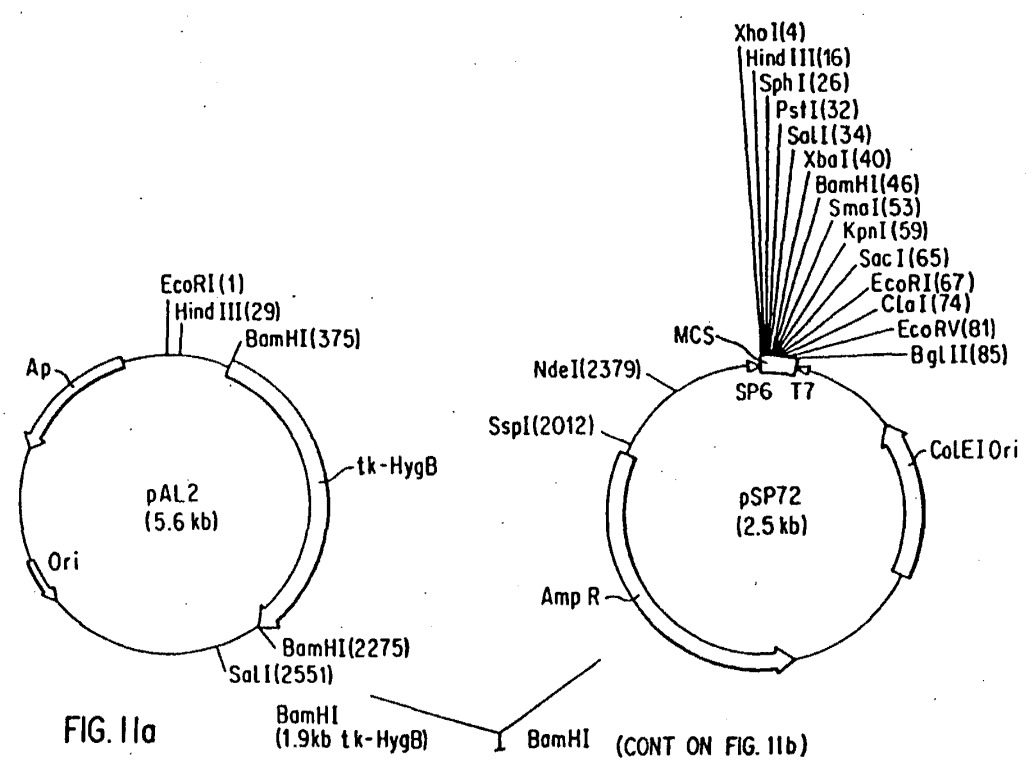 XhoI(4)
HindIII(16)
SphI(26)
PstI(32)
SalI(34)
XbaI(40)
BamHI(46)
SmaI(53)
KpnI(59)
SacI(65)
EcoRI(67)
ClaI(74)
EcoRV(81)
BglII(85)
MCS
SP6 T7
NdeI(2379)
SspI(2012)
ColEI Ori
pSP72
(2.5 kb)
Amp R
EcoRI(1)
HindIII(29)
BamHI(375)
Ap
tk-HygB
pAL2
(5.6 kb)
Ori
BamHI(2275)
SalI(2551)
FIG. 11a
BamHI
(1.9kb tk-HygB)
BamHI
(CONT ON FIG. 11b)